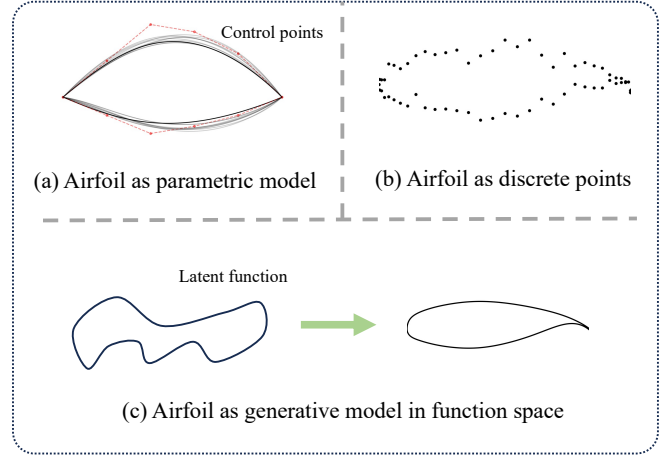 Control points
(a) Airfoil as parametric model
(b) Airfoil as discrete points
Latent function
(c) Airfoil as generative model in function space